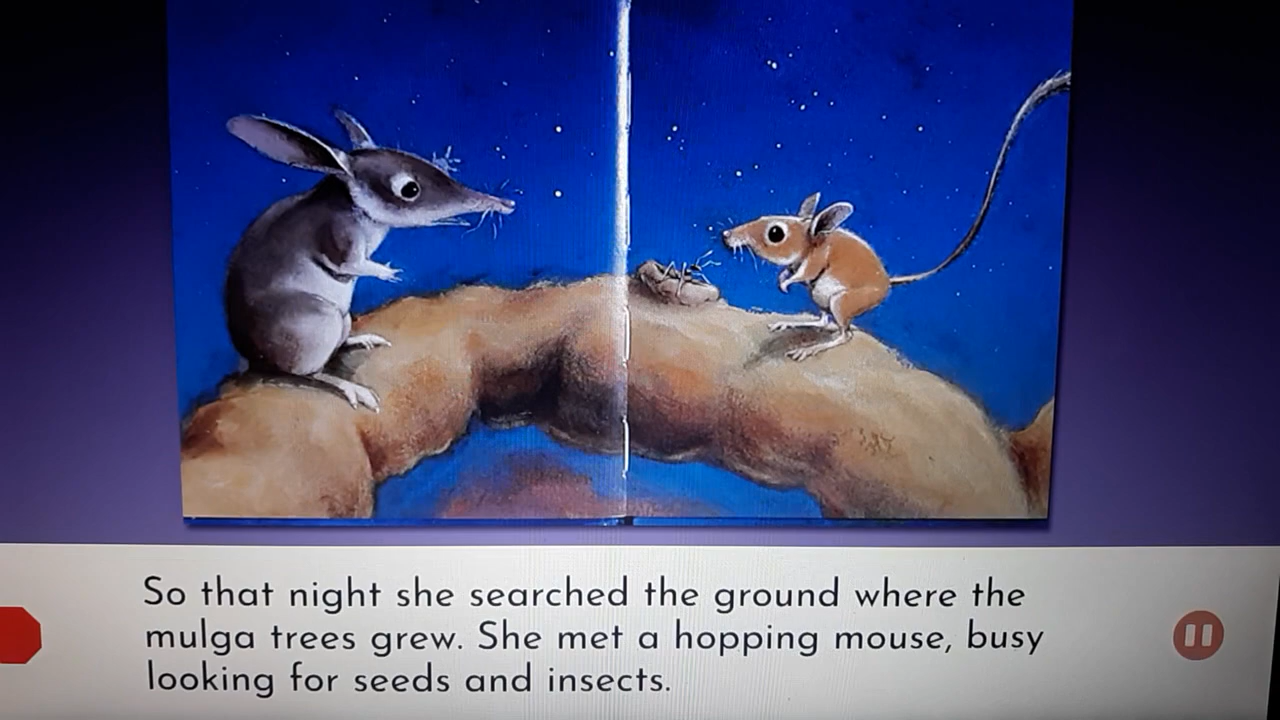 So that night she searched the ground where the
mulga trees grew. She met a hopping mouse, busy
looking for seeds and insects.